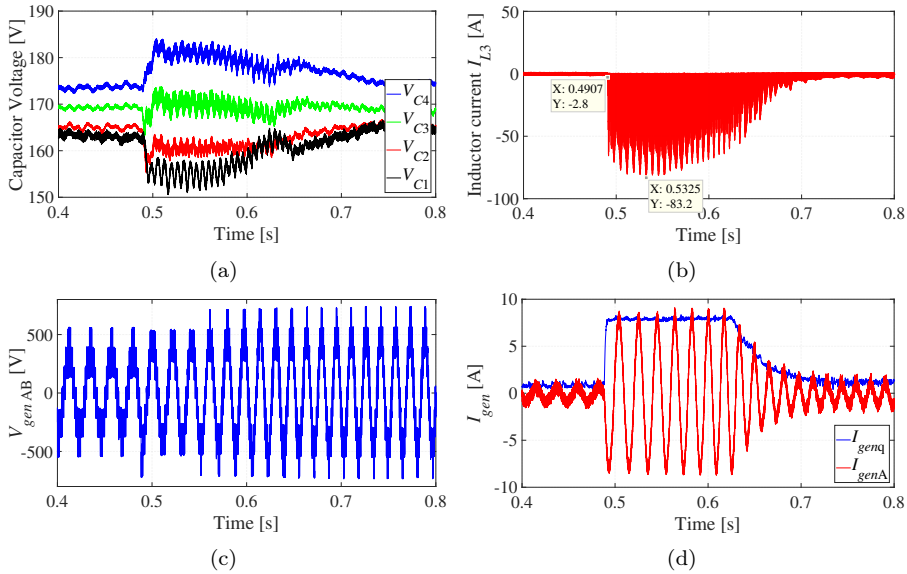 Capacitor Voltage [V]
190
180
170
160
150
0.4
0.5
0.6
0.7
0.8
Time [s]
V_C4
V_C3
V_C2
V_C1
(a)
Inductor current I_L3 [A]
50
0
-50
-100
0.4
0.5
0.6
0.7
0.8
Time [s]
X: 0.4907
Y: -2.8
X: 0.5325
Y: -83.2
(b)
V_gen AB [V]
500
0
-500
0.4
0.5
0.6
0.7
0.8
Time [s]
(c)
I_gen [A]
10
5
0
-5
-10
0.4
0.5
0.6
0.7
0.8
Time [s]
I_genq
I_genA
(d)